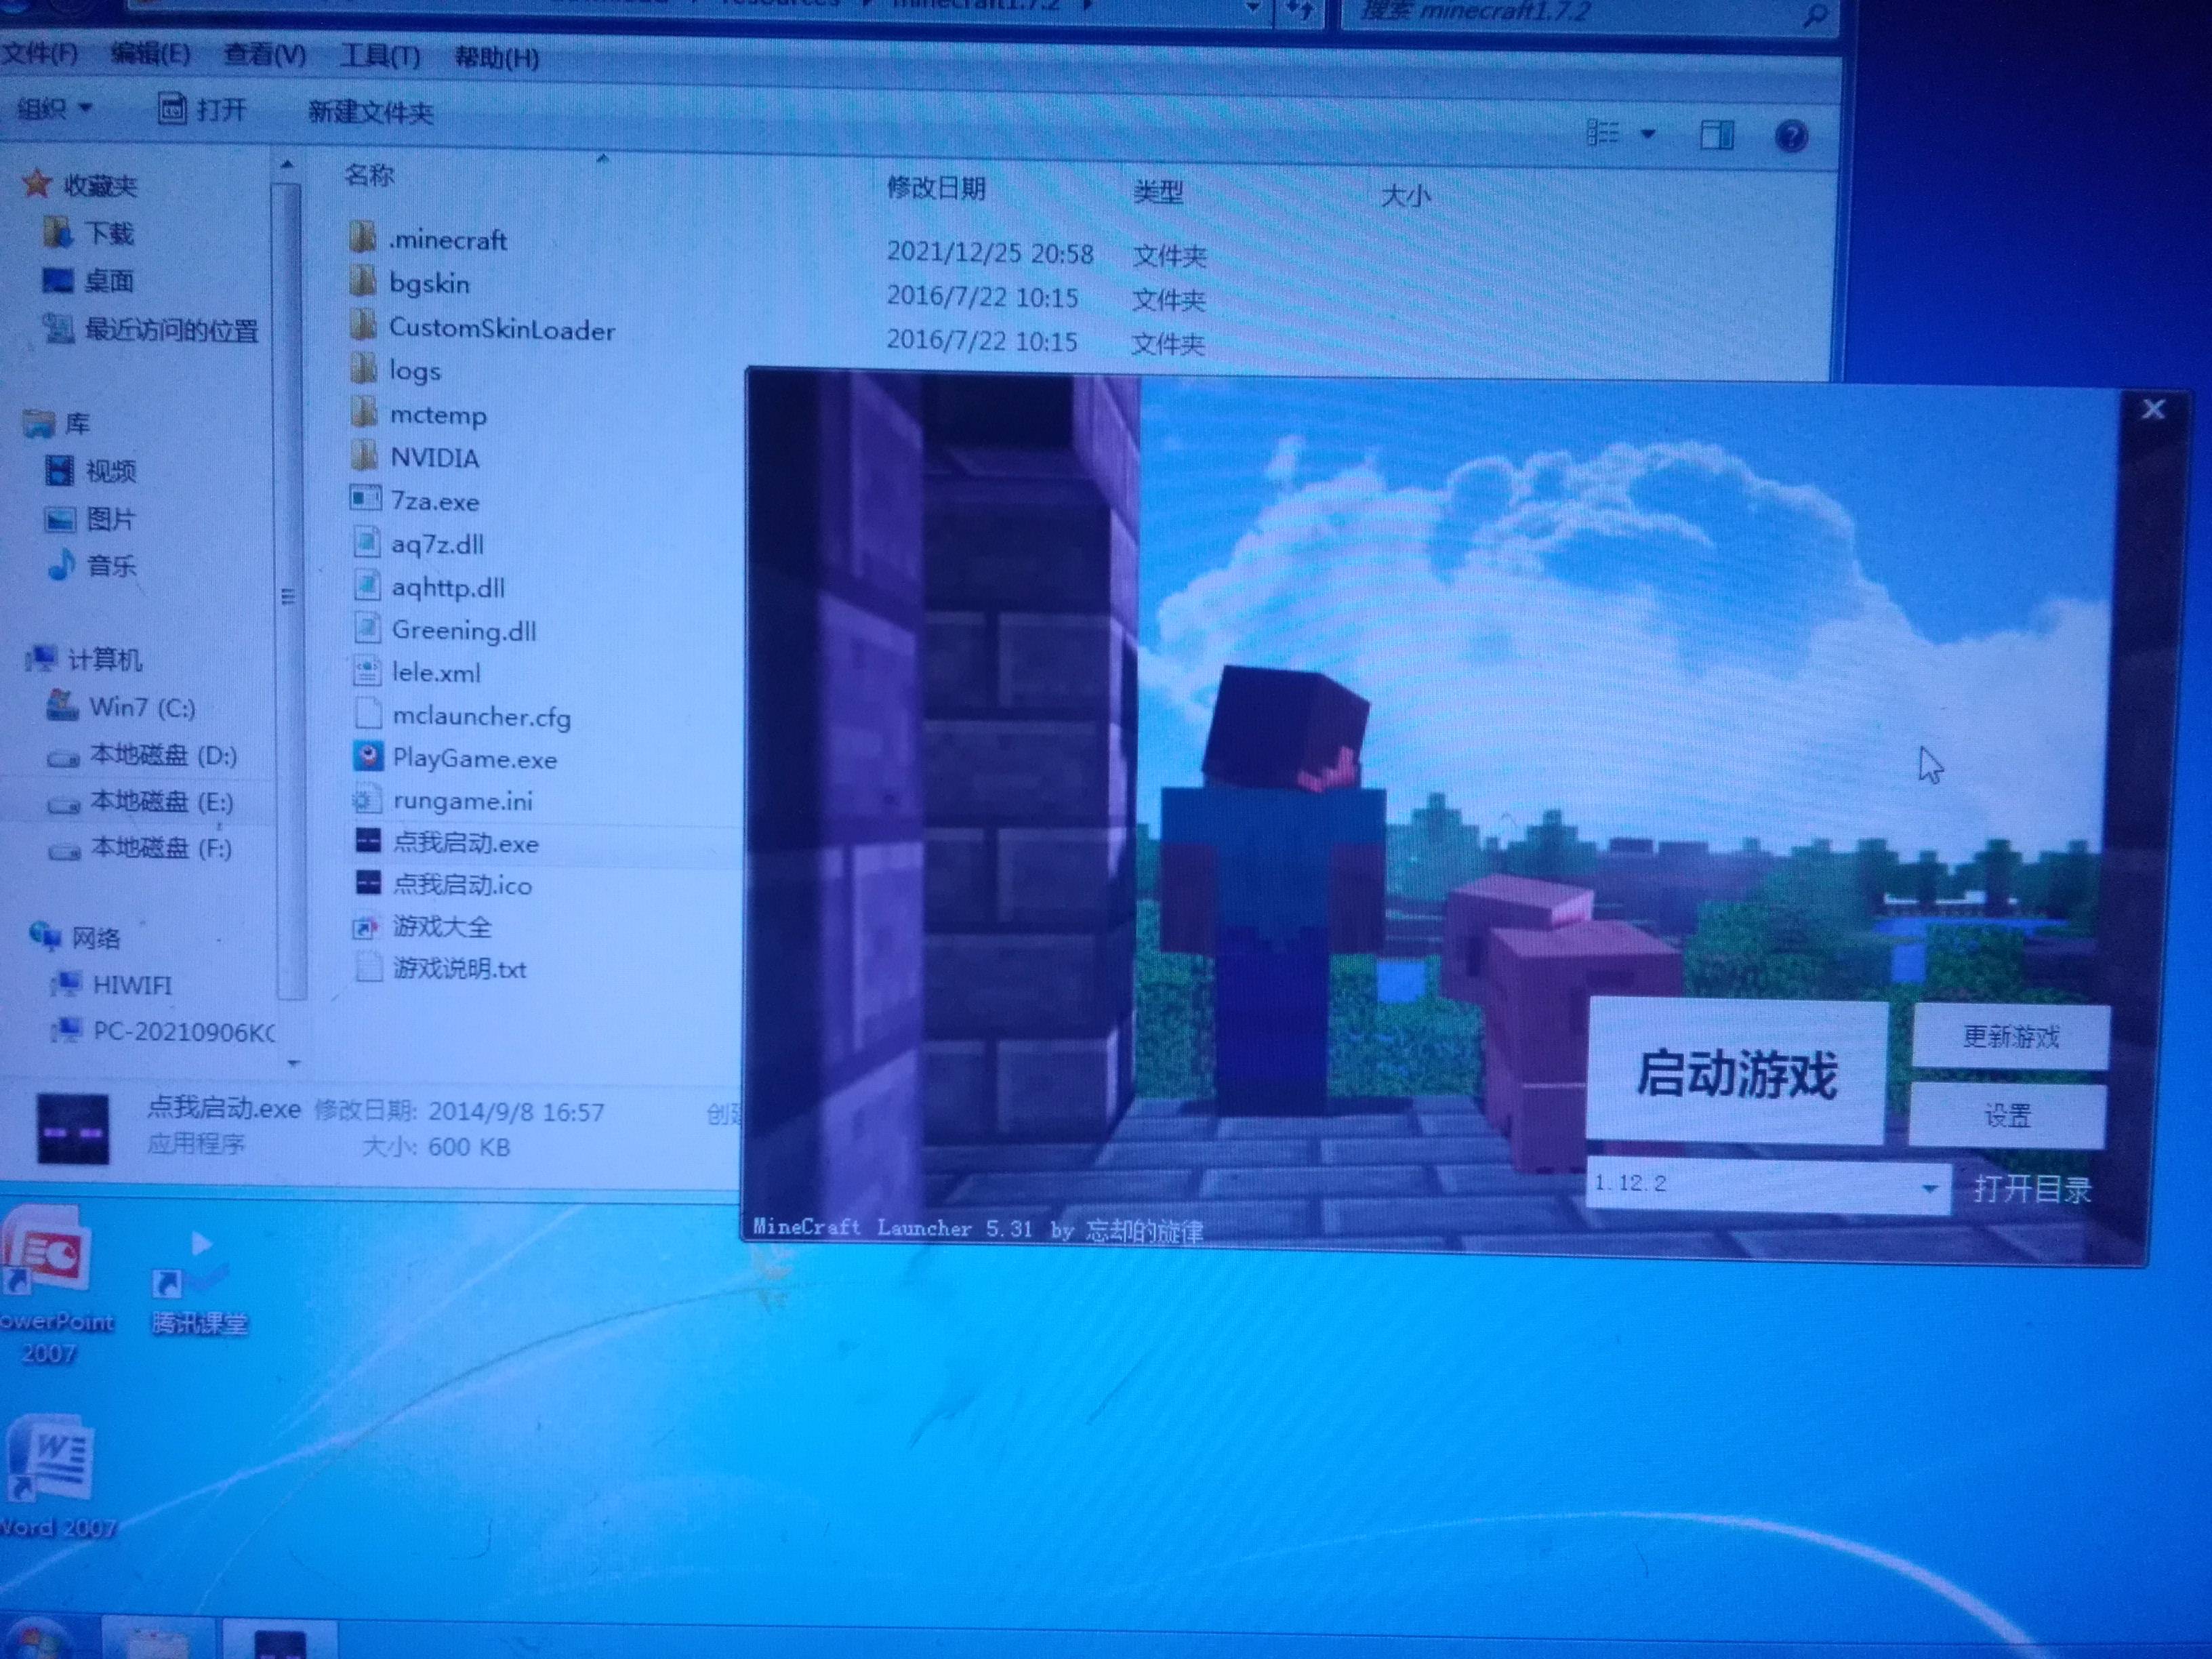 resources
minecraft1.7.2
搜索 minecraft1.7.2
文件(F) 编辑(E) 查看(V) 工具(T) 帮助(H)
组织 打开 新建文件夹
名称 修改日期 类型 大小
收藏夹
下载
桌面
最近访问的位置
库
视频
图片
音乐
计算机
Win7 (C:)
本地磁盘 (D:)
本地磁盘 (E:)
本地磁盘 (F:)
网络
HIWIFI
PC-20210906K
.minecraft 2021/12/25 20:58 文件夹
bgskin 2016/7/22 10:15 文件夹
CustomSkinLoader 2016/7/22 10:15 文件夹
logs
mctemp
NVIDIA
7za.exe
aq7z.dll
aqhttp.dll
Greening.dll
lele.xml
mclauncher.cfg
PlayGame.exe
rungame.ini
点我启动.exe
点我启动.ico
游戏大全
游戏说明.txt
点我启动.exe 修改日期: 2014/9/8 16:57 创
应用程序 大小: 600 KB
启动游戏
更新游戏
设置
1.12.2
打开目录
MineCraft Launcher 5.31 by 忘却的旋律
owerPoint
2007
腾讯课堂
Word 2007